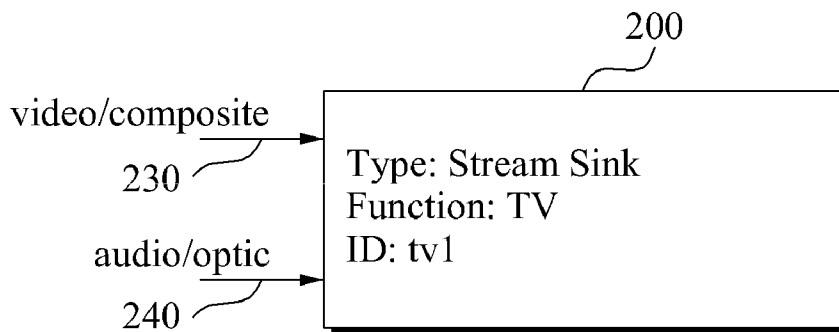 200
video/composite
230
Type: Stream Sink
Function: TV
ID: tv1
audio/optic
240